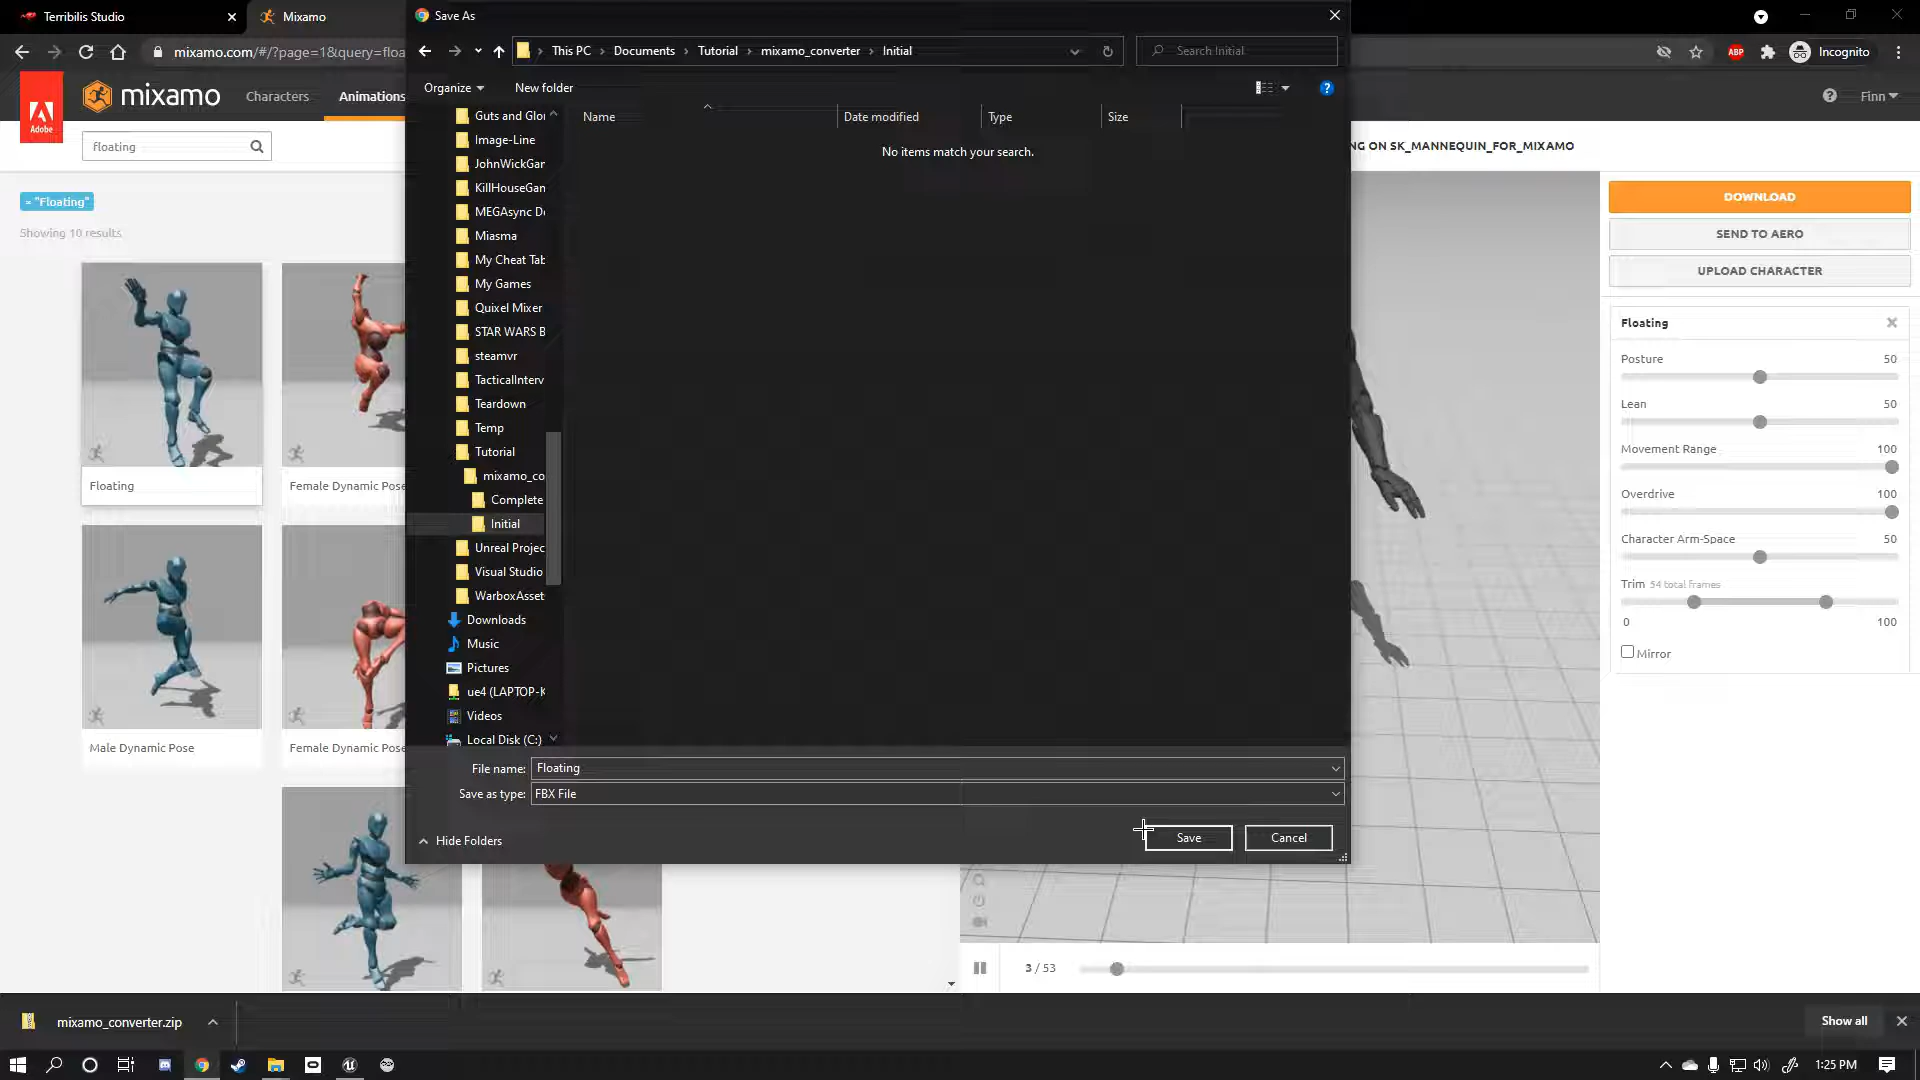 Terribilis Studio
Mixamo
Save As
mixamo.com/#/?page=1&query=floa
This PC
Documents
Tutorial
mixamo_converter
Initial
Search Initial
ABP
Incognito
Adobe
mixamo
Characters
Animations
Organize
New folder
Finn
floating
Guts and Glor
Name
Date modified
Type
Size
Image-Line
No items match your search.
NG ON SK_MANNEQUIN_FOR_MIXAMO
JohnWickGar
KillHouseGan
MEGAsync Do
Miasma
My Cheat Tab
My Games
Quixel Mixer
STAR WARS B
steamvr
TacticalInterv
Teardown
Temp
Tutorial
mixamo_co
Complete
Initial
Unreal Projec
Visual Studio
WarboxAsset
Downloads
Music
Pictures
ue4 (LAPTOP-K
Videos
Local Disk (C:)
× "Floating"
Showing 10 results
Floating
Female Dynamic Pose
Male Dynamic Pose
Female Dynamic Pose
DOWNLOAD
SEND TO AERO
UPLOAD CHARACTER
Floating
Posture 50
Lean 50
Movement Range 100
Overdrive 100
Character Arm-Space 50
Trim 54 total frames
0 100
Mirror
File name: Floating
Save as type: FBX File
Hide Folders
Save
Cancel
3 / 53
mixamo_converter.zip
Show all
1:25 PM